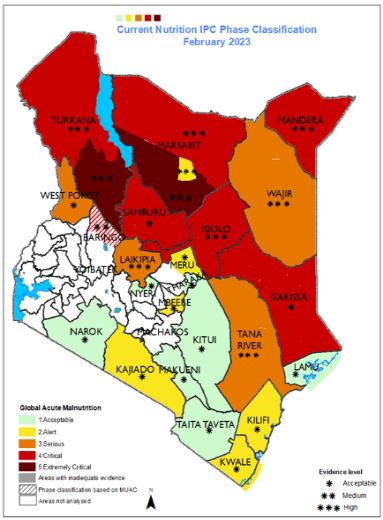 Current Nutrition IPC Phase Classification
February 2023
TURKANA
MANDERA
MARSABIT
WEST POKOT
WAJIR
SAMBURU
BARINGO
ISIOLO
KOIBATEK
LAIKIPIA
MERU
NYERI
GARISSA
MBEERE
NAROK
MACHAKOS
KITUI
TANA
RIVER
LAMU
KAJIADO
MAKUENI
TAITA TAVETA
KILIFI
KWALE
Global Acute Malnutrition
1:Acceptable
2:Alert
3:Serious
4:Critical
5:Extremely Critical
Areas with inadequate evidence
Phase classification based on MUAC
Areas not analysed
N
Evidence level
Acceptable
Medium
High